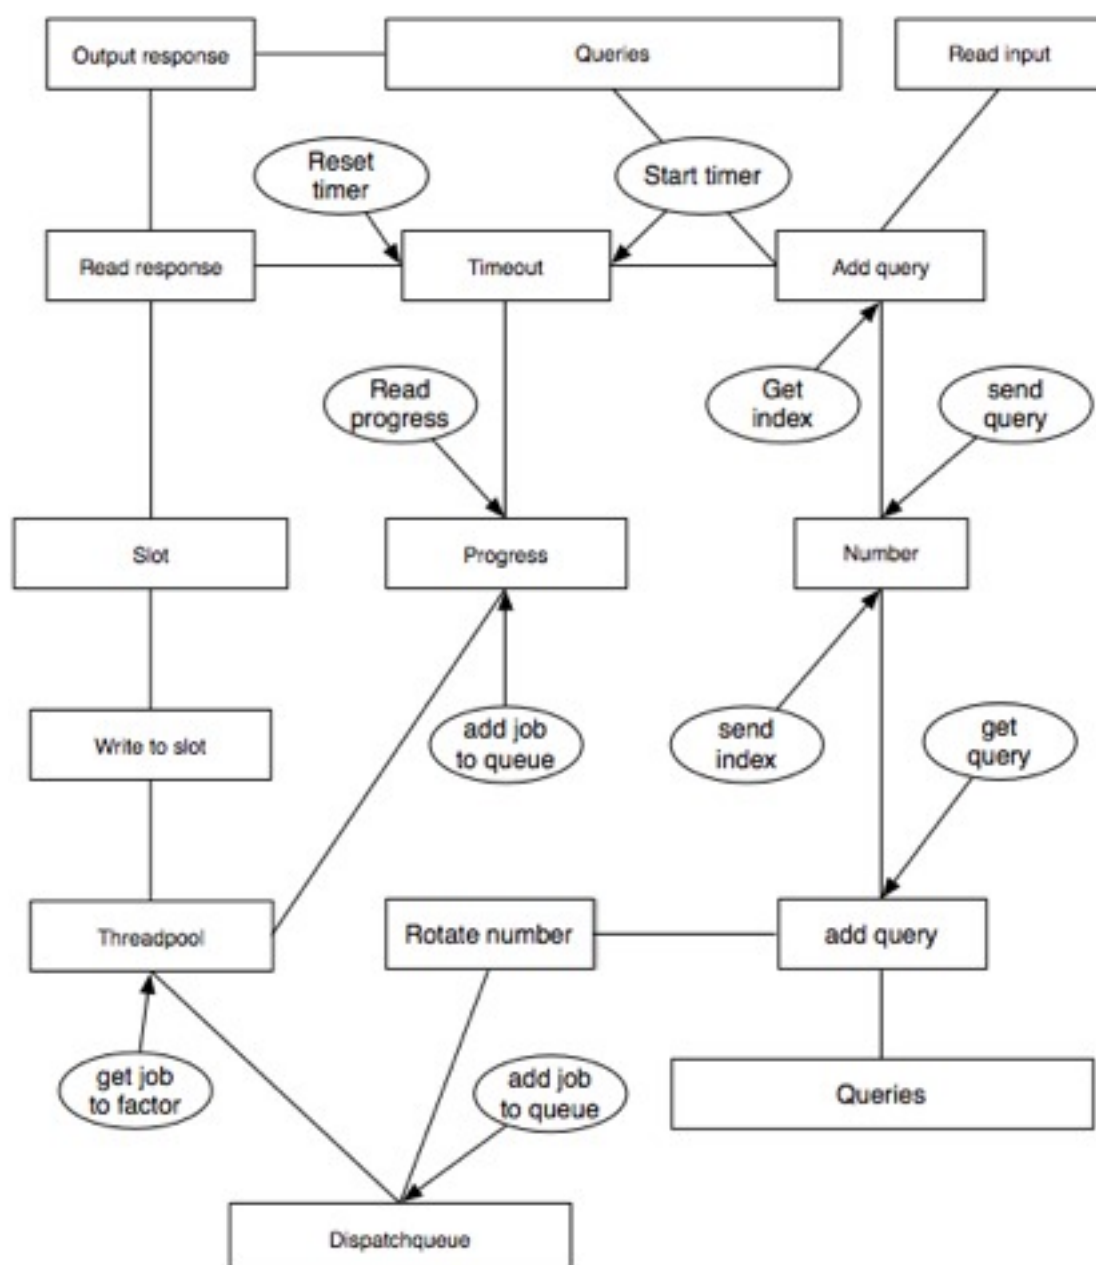 Output response
Queries
Read input
Reset
timer
Start timer
Read response
Timeout
Add query
Read
progress
Get
index
send
query
Slot
Progress
Number
Write to slot
add job
to queue
send
index
get
query
Threadpool
Rotate number
add query
get job
to factor
add job
to queue
Queries
Dispatchqueue